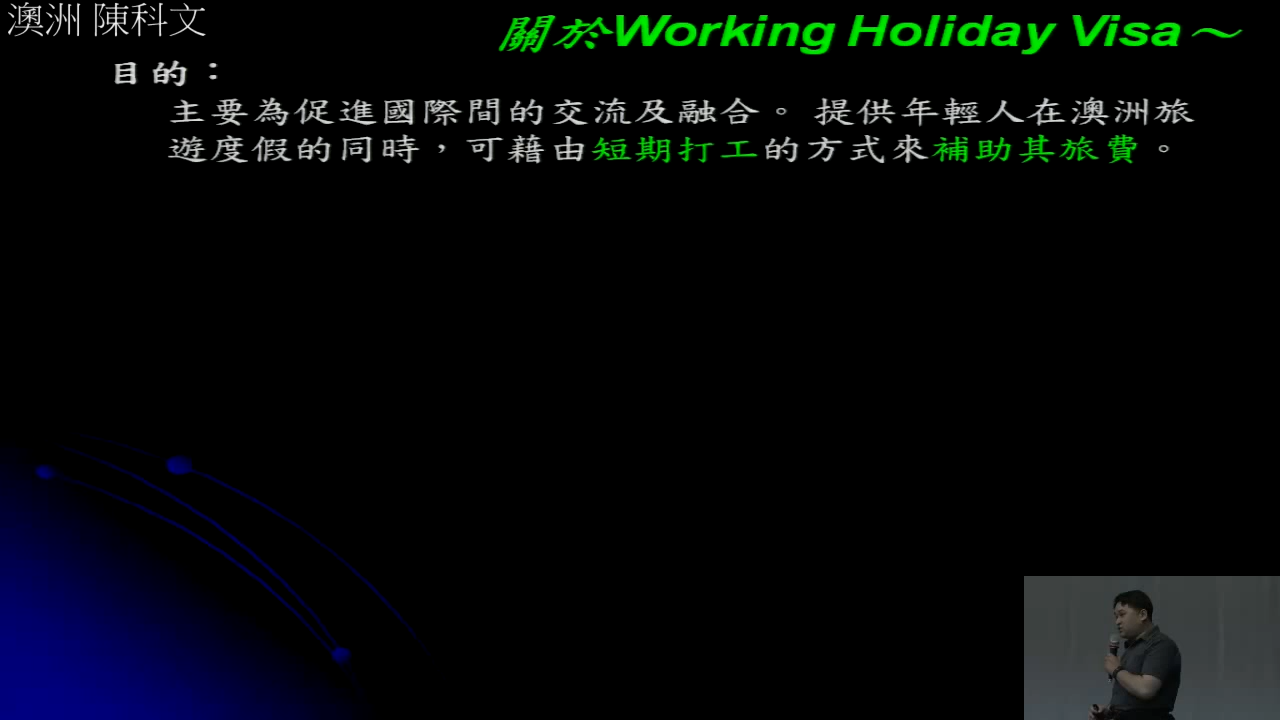 澳洲 陳科文
關於Working Holiday Visa～
目的：
主要為促進國際間的交流及融合。 提供年輕人在澳洲旅
遊度假的同時，可藉由短期打工的方式來補助其旅費。